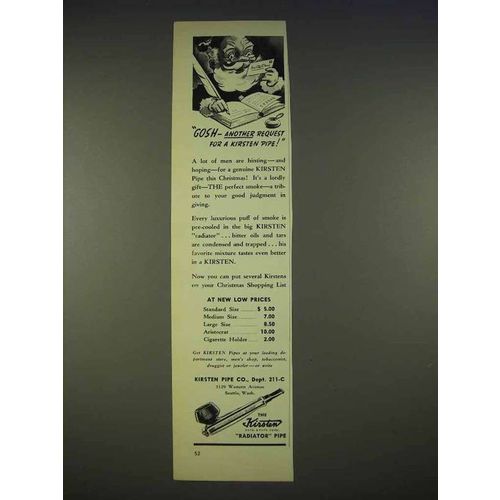 "GOSH - ANOTHER REQUEST
FOR A KIRSTEN PIPE!"
A lot of men are hinting—and
hoping—for a genuine KIRSTEN
Pipe this Christmas! It's a lordly
gift—THE perfect smoke—a trib-
ute to your good judgment in
giving.
Every luxurious puff of smoke is
pre-cooled in the big KIRSTEN
"radiator" . . . bitter oils and tars
are condensed and trapped . . . his
favorite mixture tastes even better
in a KIRSTEN.
Now you can put several Kirstens
on your Christmas Shopping List
AT NEW LOW PRICES
Standard Size ..... $ 5.00
Medium Size ..... 7.00
Large Size ..... 8.50
Aristocrat ..... 10.00
Cigarette Holder ..... 2.00
Get KIRSTEN Pipes at your leading de-
partment store, men's shop, tobacconist,
druggist or jeweler—or write
KIRSTEN PIPE CO., Dept. 211-C
3129 Western Avenue
Seattle, Wash.
THE
Kirsten
"RADIATOR" PIPE
52